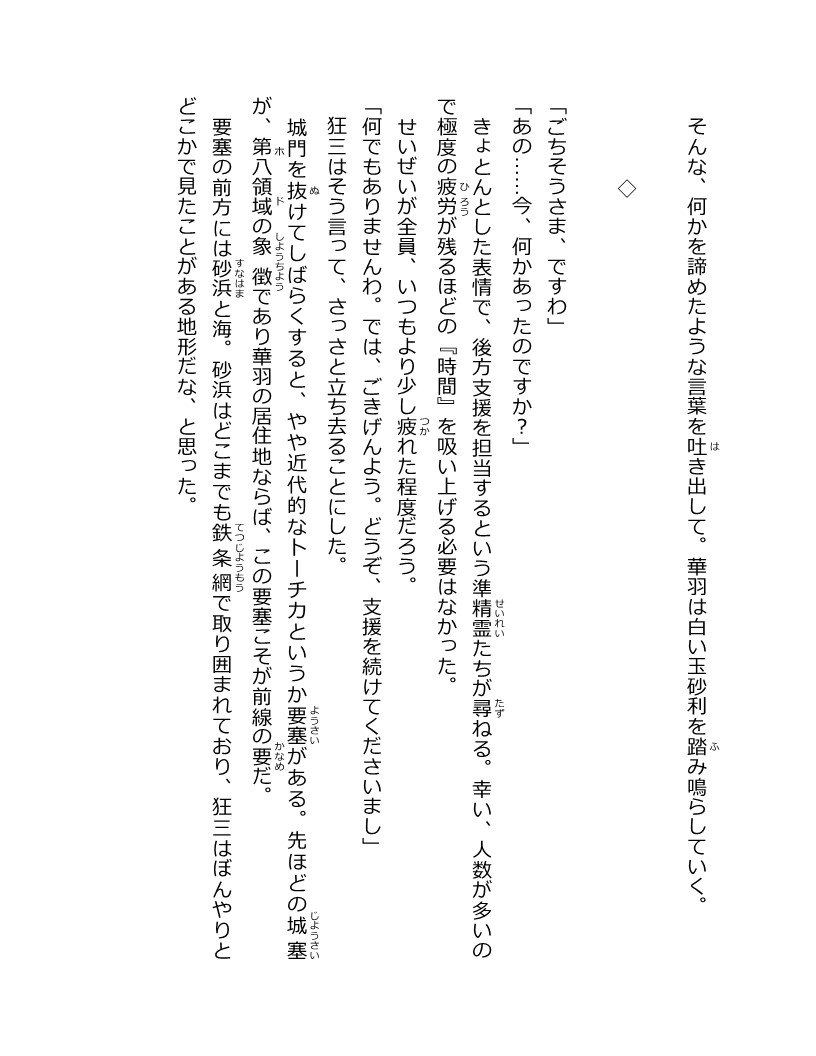 そんな、何かを諦めたような言葉を吐き出して。華羽は白い玉砂利を踏み鳴らしていく。
◇
「ごちそうさま、ですわ」
「あの……今、何かあったのですか?」
きょとんとした表情で、後方支援を担当するという準精霊たちが尋ねる。幸い、人数が多いの
で極度の疲労が残るほどの『時間』を吸い上げる必要はなかった。
せいぜいが全員、いつもより少し疲れた程度だろう。
「何でもありませんわ。では、ごきげんよう。どうぞ、支援を続けてくださいまし」
狂三はそう言って、さっさと立ち去ることにした。
城門を抜けてしばらくすると、やや近代的なトーチカというか要塞がある。先ほどの城塞
が、第八領域の象徴であり華羽の居住地ならば、この要塞こそが前線の要だ。
要塞の前方には砂浜と海。砂浜はどこまでも鉄条網で取り囲まれており、狂三はぼんやりと
どこかで見たことがある地形だな、と思った。